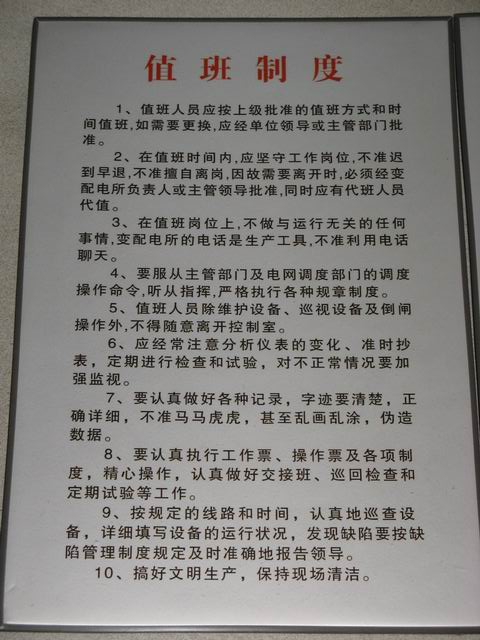 值班制度
1、值班人员应按上级批准的值班方式和时
间值班,如需要更换,应经单位领导或主管部门批
准。
2、在值班时间内,应坚守工作岗位,不准迟
到早退,不准擅自离岗,因故需要离开时,必须经变
配电所负责人或主管领导批准,同时应有代班人员
代值。
3、在值班岗位上,不做与运行无关的任何
事情,变配电所的电话是生产工具,不准利用电话
聊天。
4、要服从主管部门及电网调度部门的调度
操作命令,听从指挥,严格执行各种规章制度。
5、值班人员除维护设备、巡视设备及倒闸
操作外,不得随意离开控制室。
6、应经常注意分析仪表的变化、准时抄
表，定期进行检查和试验，对不正常情况要加
强监视。
7、要认真做好各种记录，字迹要清楚，正
确详细，不准马马虎虎，甚至乱画乱涂，伪造
数据。
8、要认真执行工作票、操作票及各项制
度，精心操作，认真做好交接班、巡回检查和
定期试验等工作。
9、按规定的线路和时间，认真地巡查设
备，详细填写设备的运行状况，发现缺陷要按缺
陷管理制度规定及时准确地报告领导。
10、搞好文明生产，保持现场清洁。